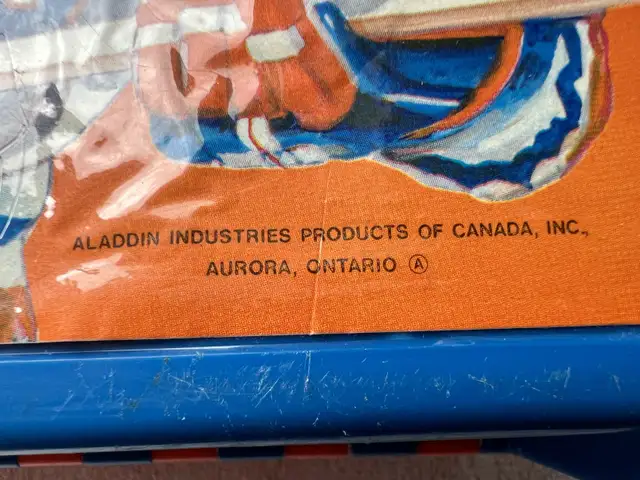 ALADDIN INDUSTRIES PRODUCTS OF CANADA, INC.,
AURORA, ONTARIO Ⓐ